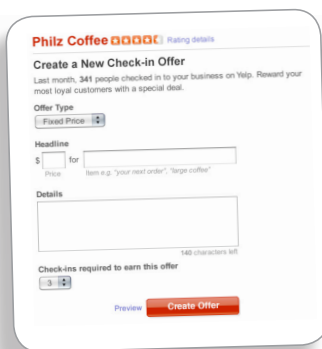 Philz Coffee Rating details
Create a New Check-in Offer
Last month, 341 people checked in to your business on Yelp. Reward your
most loyal customers with a special deal.
Offer Type
Fixed Price
Headline
$ for
Price Item e.g. "your next order", "large coffee"
Details
140 characters left
Check-ins required to earn this offer
3
Preview Create Offer